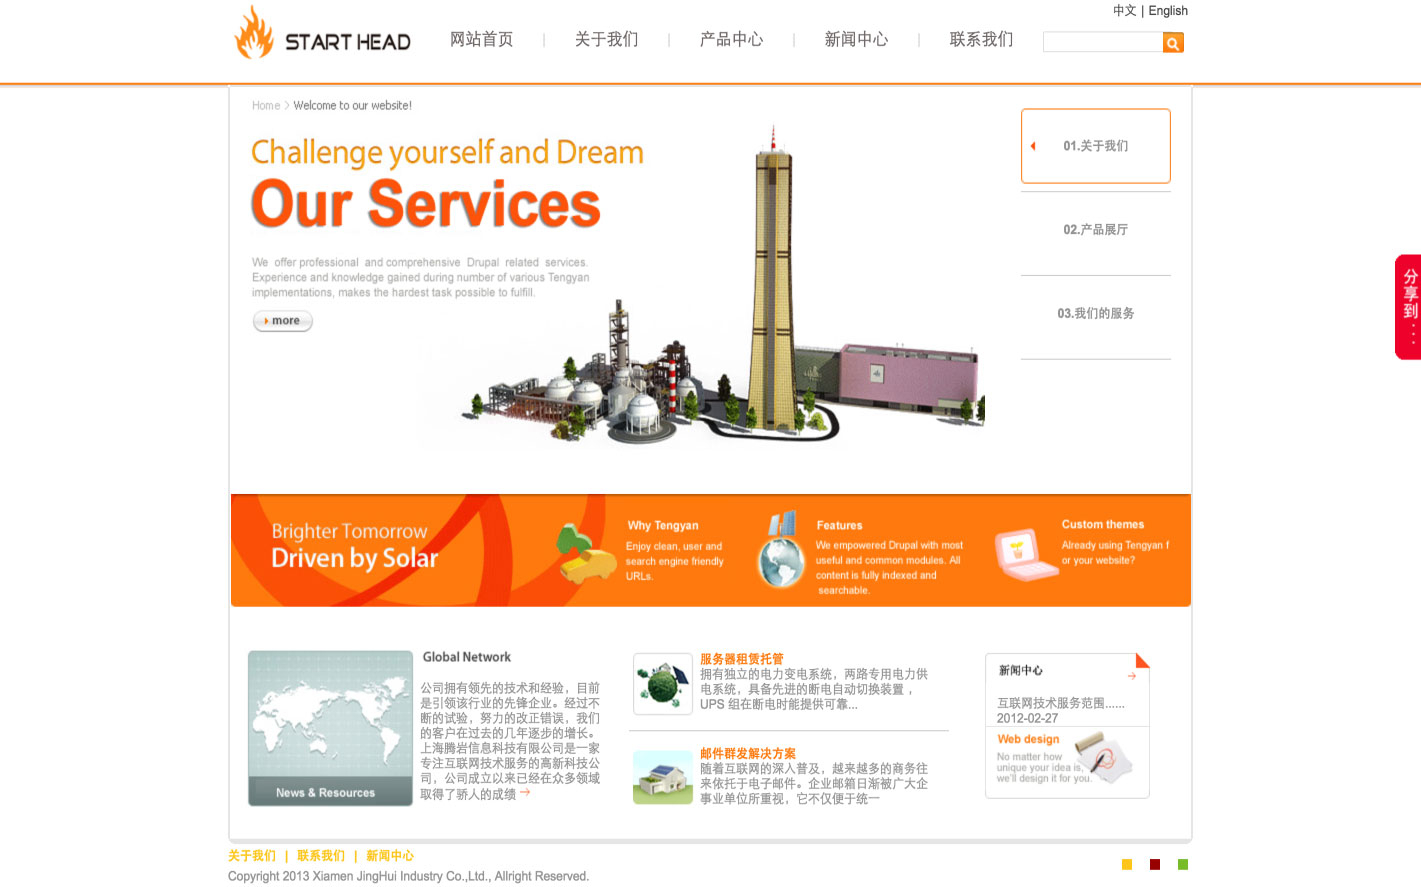 中文 | English
START HEAD
网站首页 | 关于我们 | 产品中心 | 新闻中心 | 联系我们
Home > Welcome to our website!
Challenge yourself and Dream
Our Services
We offer professional and comprehensive Drupal related services.
Experience and knowledge gained during number of various Tengyan
implementations, makes the hardest task possible to fulfill.
more
01.关于我们
02.产品展厅
03.我们的服务
分享到...
Brighter Tomorrow
Driven by Solar
Why Tengyan
Enjoy clean, user and
search engine friendly
URLs.
Features
We empowered Drupal with most
useful and common modules. All
content is fully indexed and
searchable.
Custom themes
Already using Tengyan f
or your website?
News & Resources
Global Network
公司拥有领先的技术和经验，目前
是引领该行业的先锋企业。经过不
断的试验，努力的改正错误，我们
的客户在过去的几年逐步的增长。
上海腾岩信息科技有限公司是一家
专注互联网技术服务的高新科技公
司，公司成立以来已经在众多领域
取得了骄人的成绩
服务器租赁托管
拥有独立的电力变电系统，两路专用电力供
电系统，具备先进的断电自动切换装置，
UPS 组在断电时能提供可靠...
邮件群发解决方案
随着互联网的深入普及，越来越多的商务往
来依托于电子邮件。企业邮箱日渐被广大企
事业单位所重视，它不仅便于统一
新闻中心
互联网技术服务范围......
2012-02-27
Web design
No matter how
unique your idea is,
we'll design it for you.
关于我们 | 联系我们 | 新闻中心
Copyright 2013 Xiamen JingHui Industry Co.,Ltd., Allright Reserved.